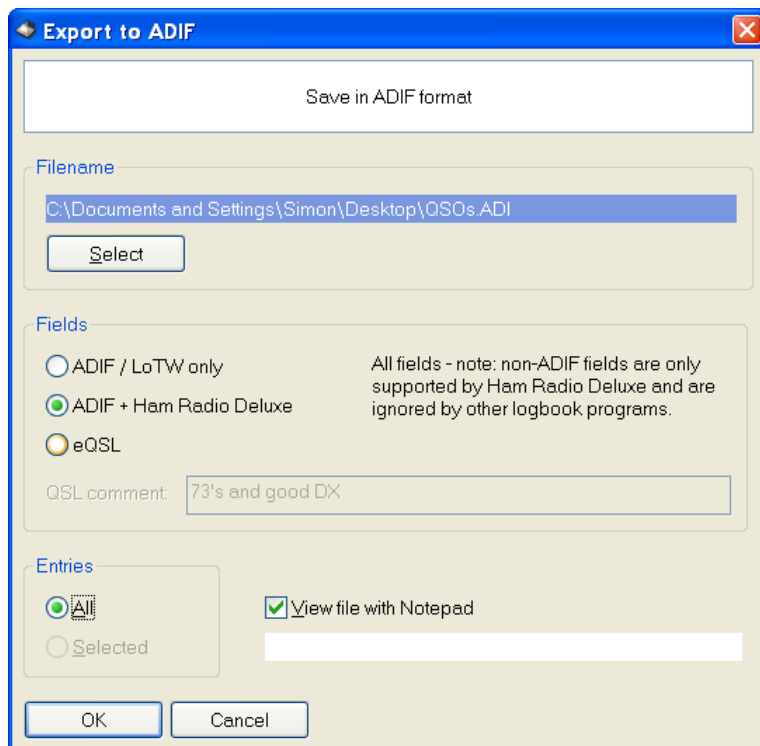 Export to ADIF
Save in ADIF format
Filename
C:\Documents and Settings\Simon\Desktop\QSOs.ADI
Select
Fields
ADIF / LoTW only
ADIF + Ham Radio Deluxe
eQSL
All fields - note: non-ADIF fields are only
supported by Ham Radio Deluxe and are
ignored by other logbook programs.
QSL comment: 73's and good DX
Entries
All
Selected
View file with Notepad
OK Cancel